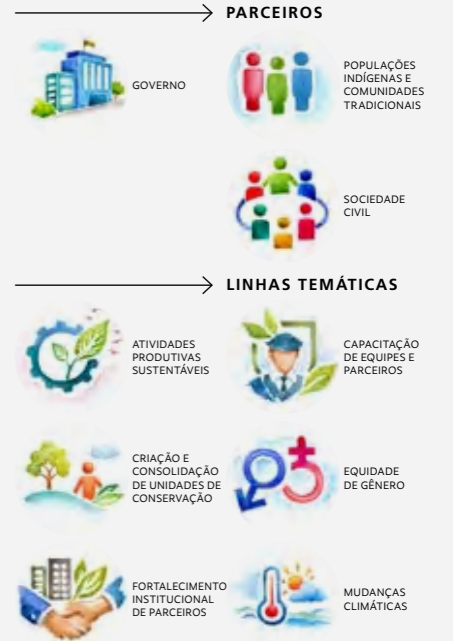 PARCEIROS
GOVERNO
POPULAÇÕES
INDÍGENAS E
COMUNIDADES
TRADICIONAIS
SOCIEDADE
CIVIL
LINHAS TEMÁTICAS
ATIVIDADES
PRODUTIVAS
SUSTENTÁVEIS
CAPACITAÇÃO
DE EQUIPES E
PARCEIROS
CRIAÇÃO E
CONSOLIDAÇÃO
DE UNIDADES DE
CONSERVAÇÃO
EQUIDADE
DE GÊNERO
FORTALECIMENTO
INSTITUCIONAL
DE PARCEIROS
MUDANÇAS
CLIMÁTICAS